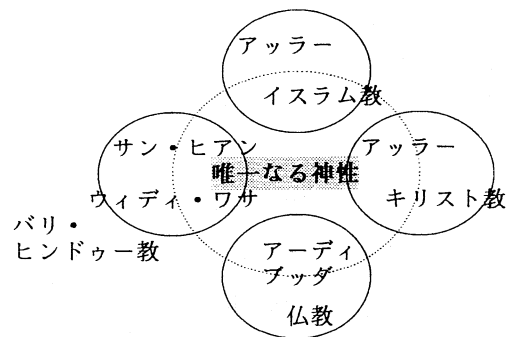 アッラー
イスラム教
サン・ヒアン
ウィディ・ワサ
バリ・
ヒンドゥー教
唯一なる神性
アッラー
キリスト教
アーディ
ブッダ
仏教